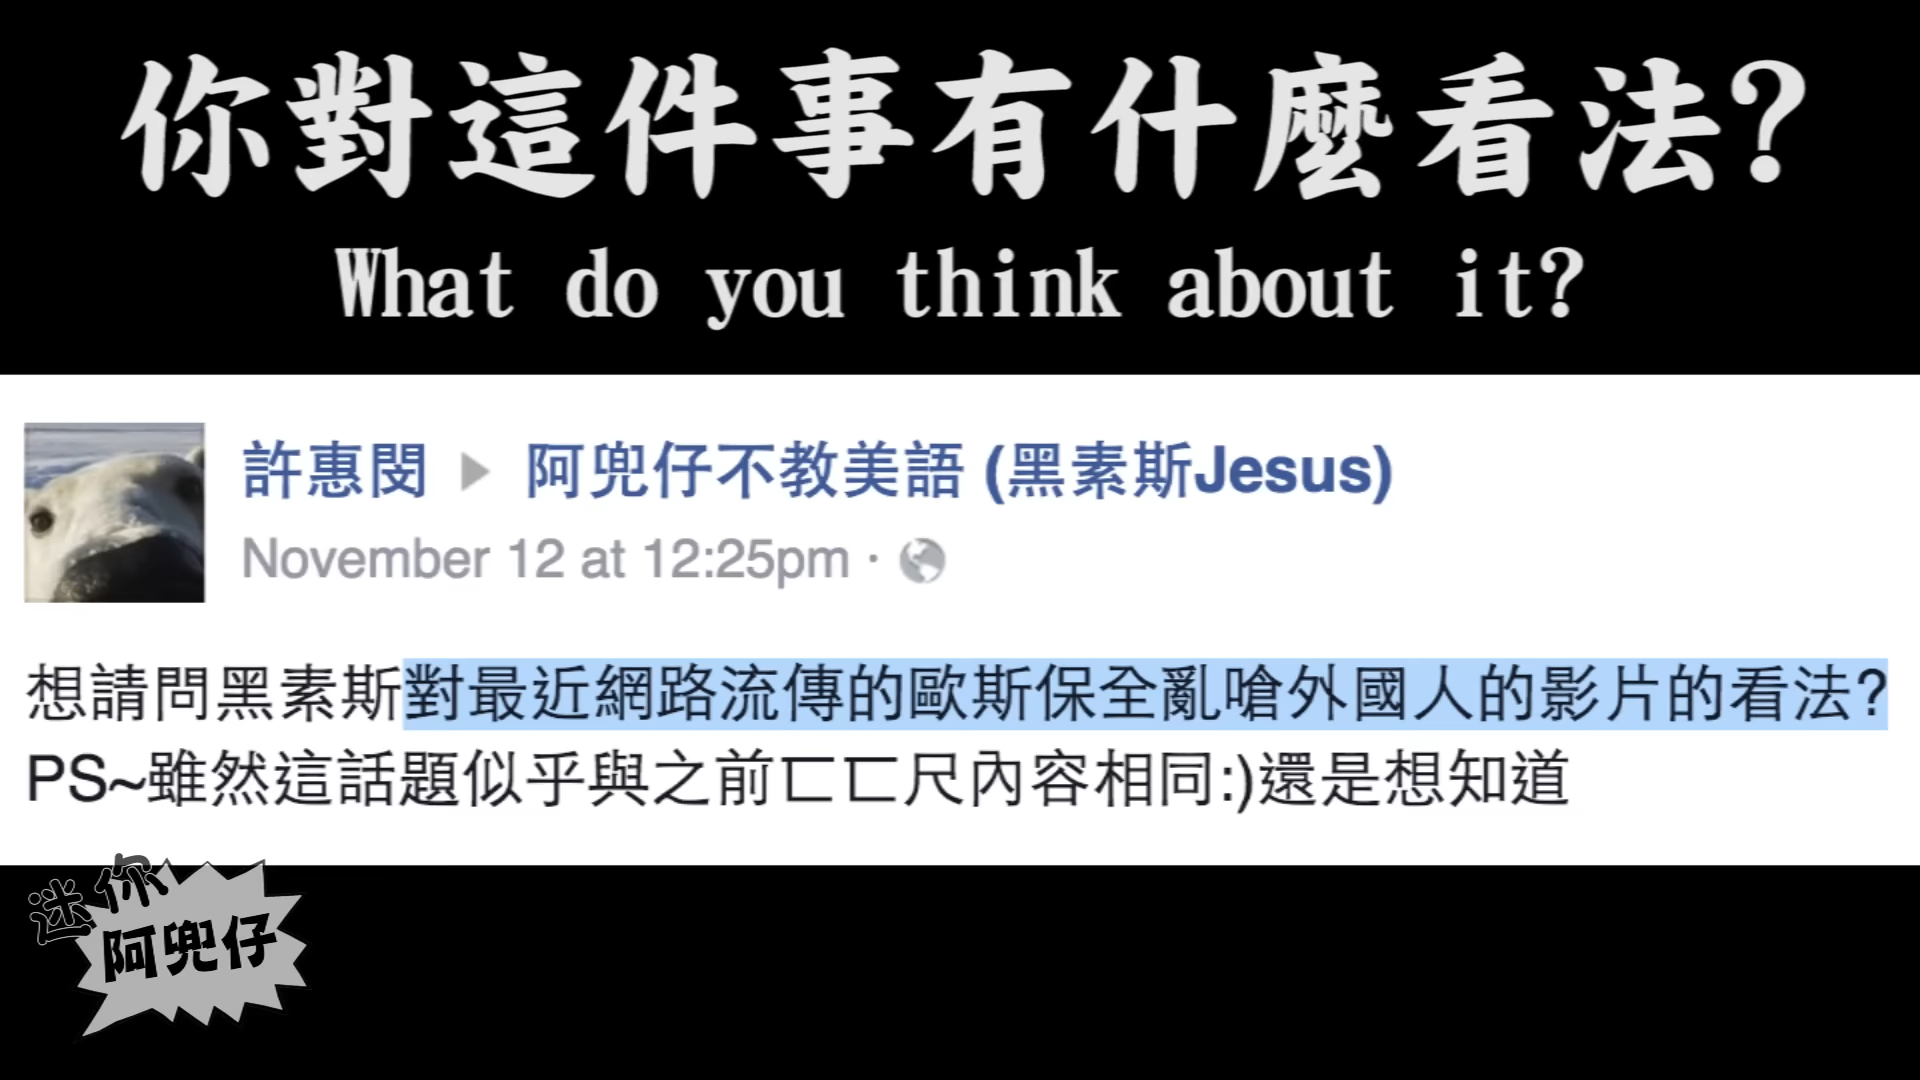 你對這件事有什麼看法?
What do you think about it?
許惠閔 ▶ 阿兜仔不教美語 (黑素斯Jesus)
November 12 at 12:25pm ·
想請問黑素斯對最近網路流傳的歐斯保全亂嗆外國人的影片的看法?
PS~雖然這話題似乎與之前ㄈㄈ尺內容相同:)還是想知道
迷你
阿兜仔